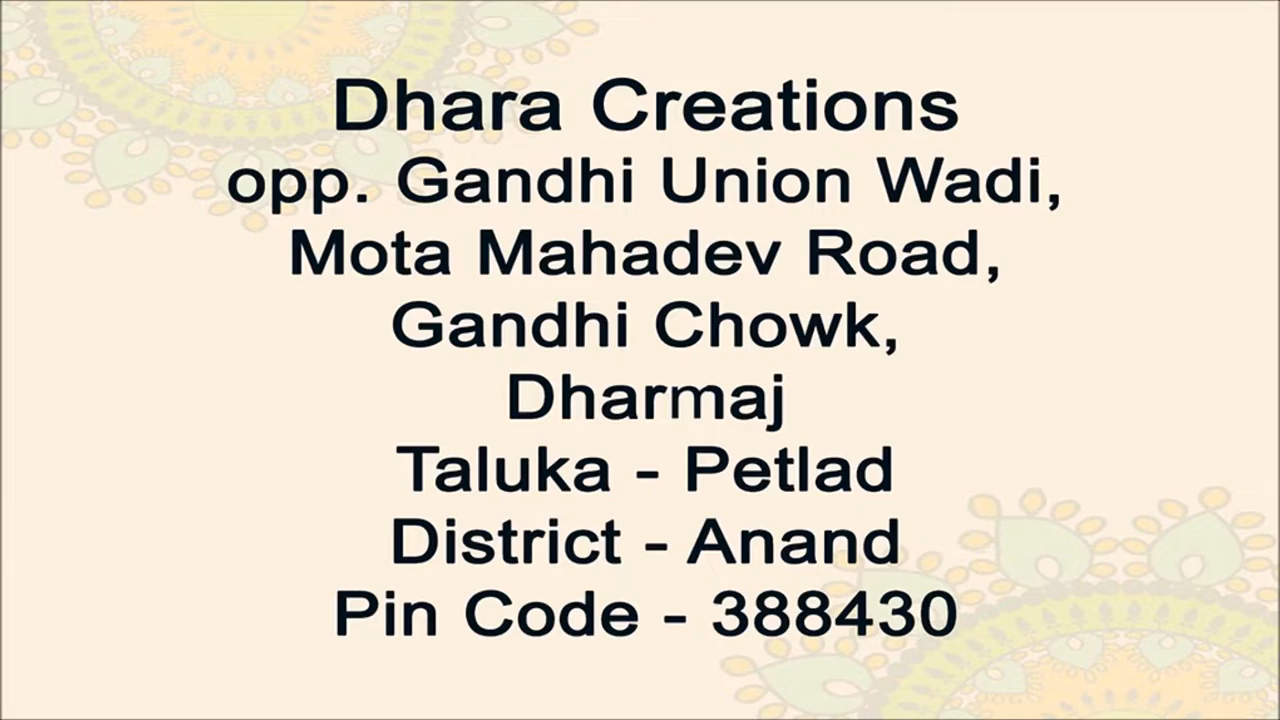 Dhara Creations
opp. Gandhi Union Wadi,
Mota Mahadev Road,
Gandhi Chowk,
Dharmaj
Taluka - Petlad
District - Anand
Pin Code - 388430